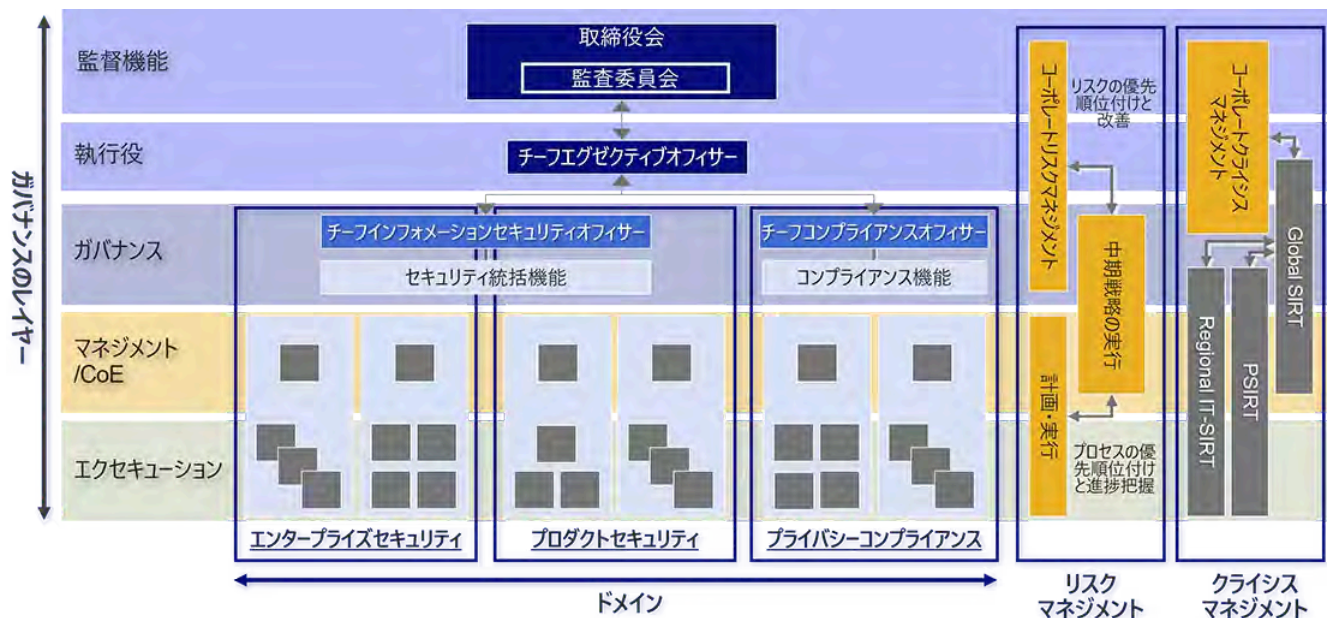 ガバナンスのレイヤー
監督機能
取締役会
監査委員会
執行役
チーフエグゼクティブオフィサー
ガバナンス
チーフインフォメーションセキュリティオフィサー
セキュリティ統括機能
チーフコンプライアンスオフィサー
コンプライアンス機能
マネジメント
/CoE
エクセキューション
エンタープライズセキュリティ
プロダクトセキュリティ
プライバシーコンプライアンス
ドメイン
コーポレートリスクマネジメント
リスクの優先
順位付けと
改善
中期戦略の実行
計画・実行
プロセスの優
先順位付け
と進捗把握
リスク
マネジメント
コーポレートクライシス
マネジメント
Global SIRT
Regional IT-SIRT
PSIRT
クライシス
マネジメント